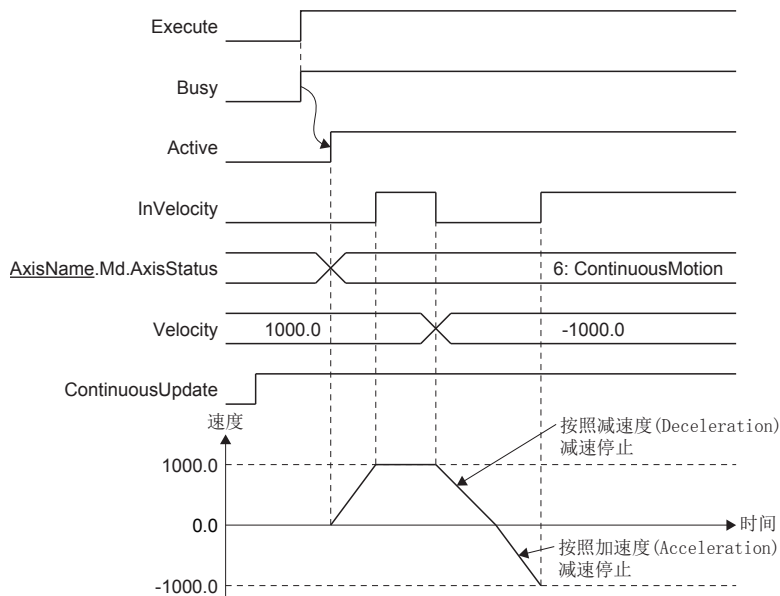 Execute
Busy
Active
InVelocity
AxisName.Md.AxisStatus
6: ContinuousMotion
Velocity
1000.0
-1000.0
ContinuousUpdate
速度
按照减速度(Deceleration)
减速停止
1000.0
0.0
时间
按照加速度(Acceleration)
减速停止
-1000.0